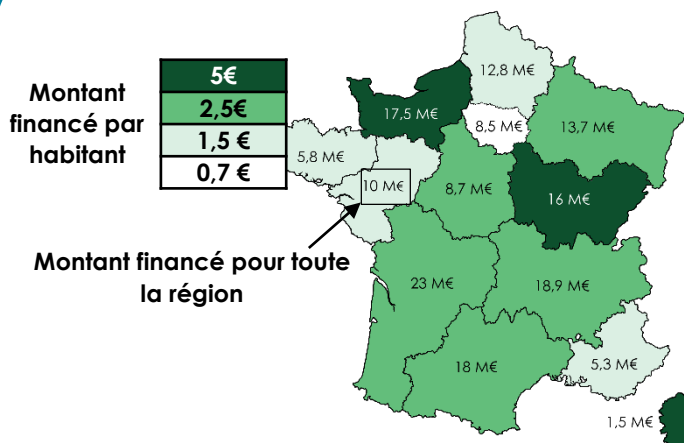 Montant
financé par
habitant
5€
2,5€
1,5 €
0,7 €
12,8 M€
17,5 M€
8,5 M€
13,7 M€
5,8 M€
10 M€
8,7 M€
16 M€
Montant financé pour toute
la région
23 M€
18,9 M€
18 M€
5,3 M€
1,5 M€